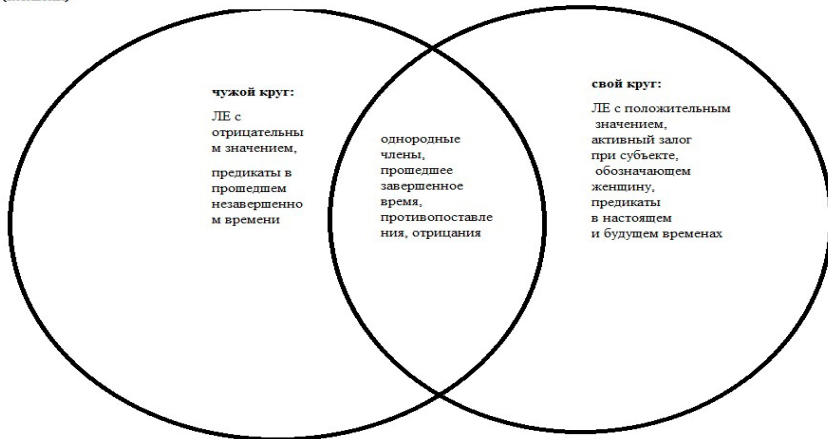 чужой круг:
ЛЕ с
отрицательны
м значением,
предикаты в
прошедшем
незавершенно
м времени
однородные
члены,
прошедшее
завершенное
время,
противопоставле
ния, отрицания
свой круг:
ЛЕ с положительным
значением,
активный залог
при субъекте,
обозначающем
женщину,
предикаты
в настоящем
и будущем временах